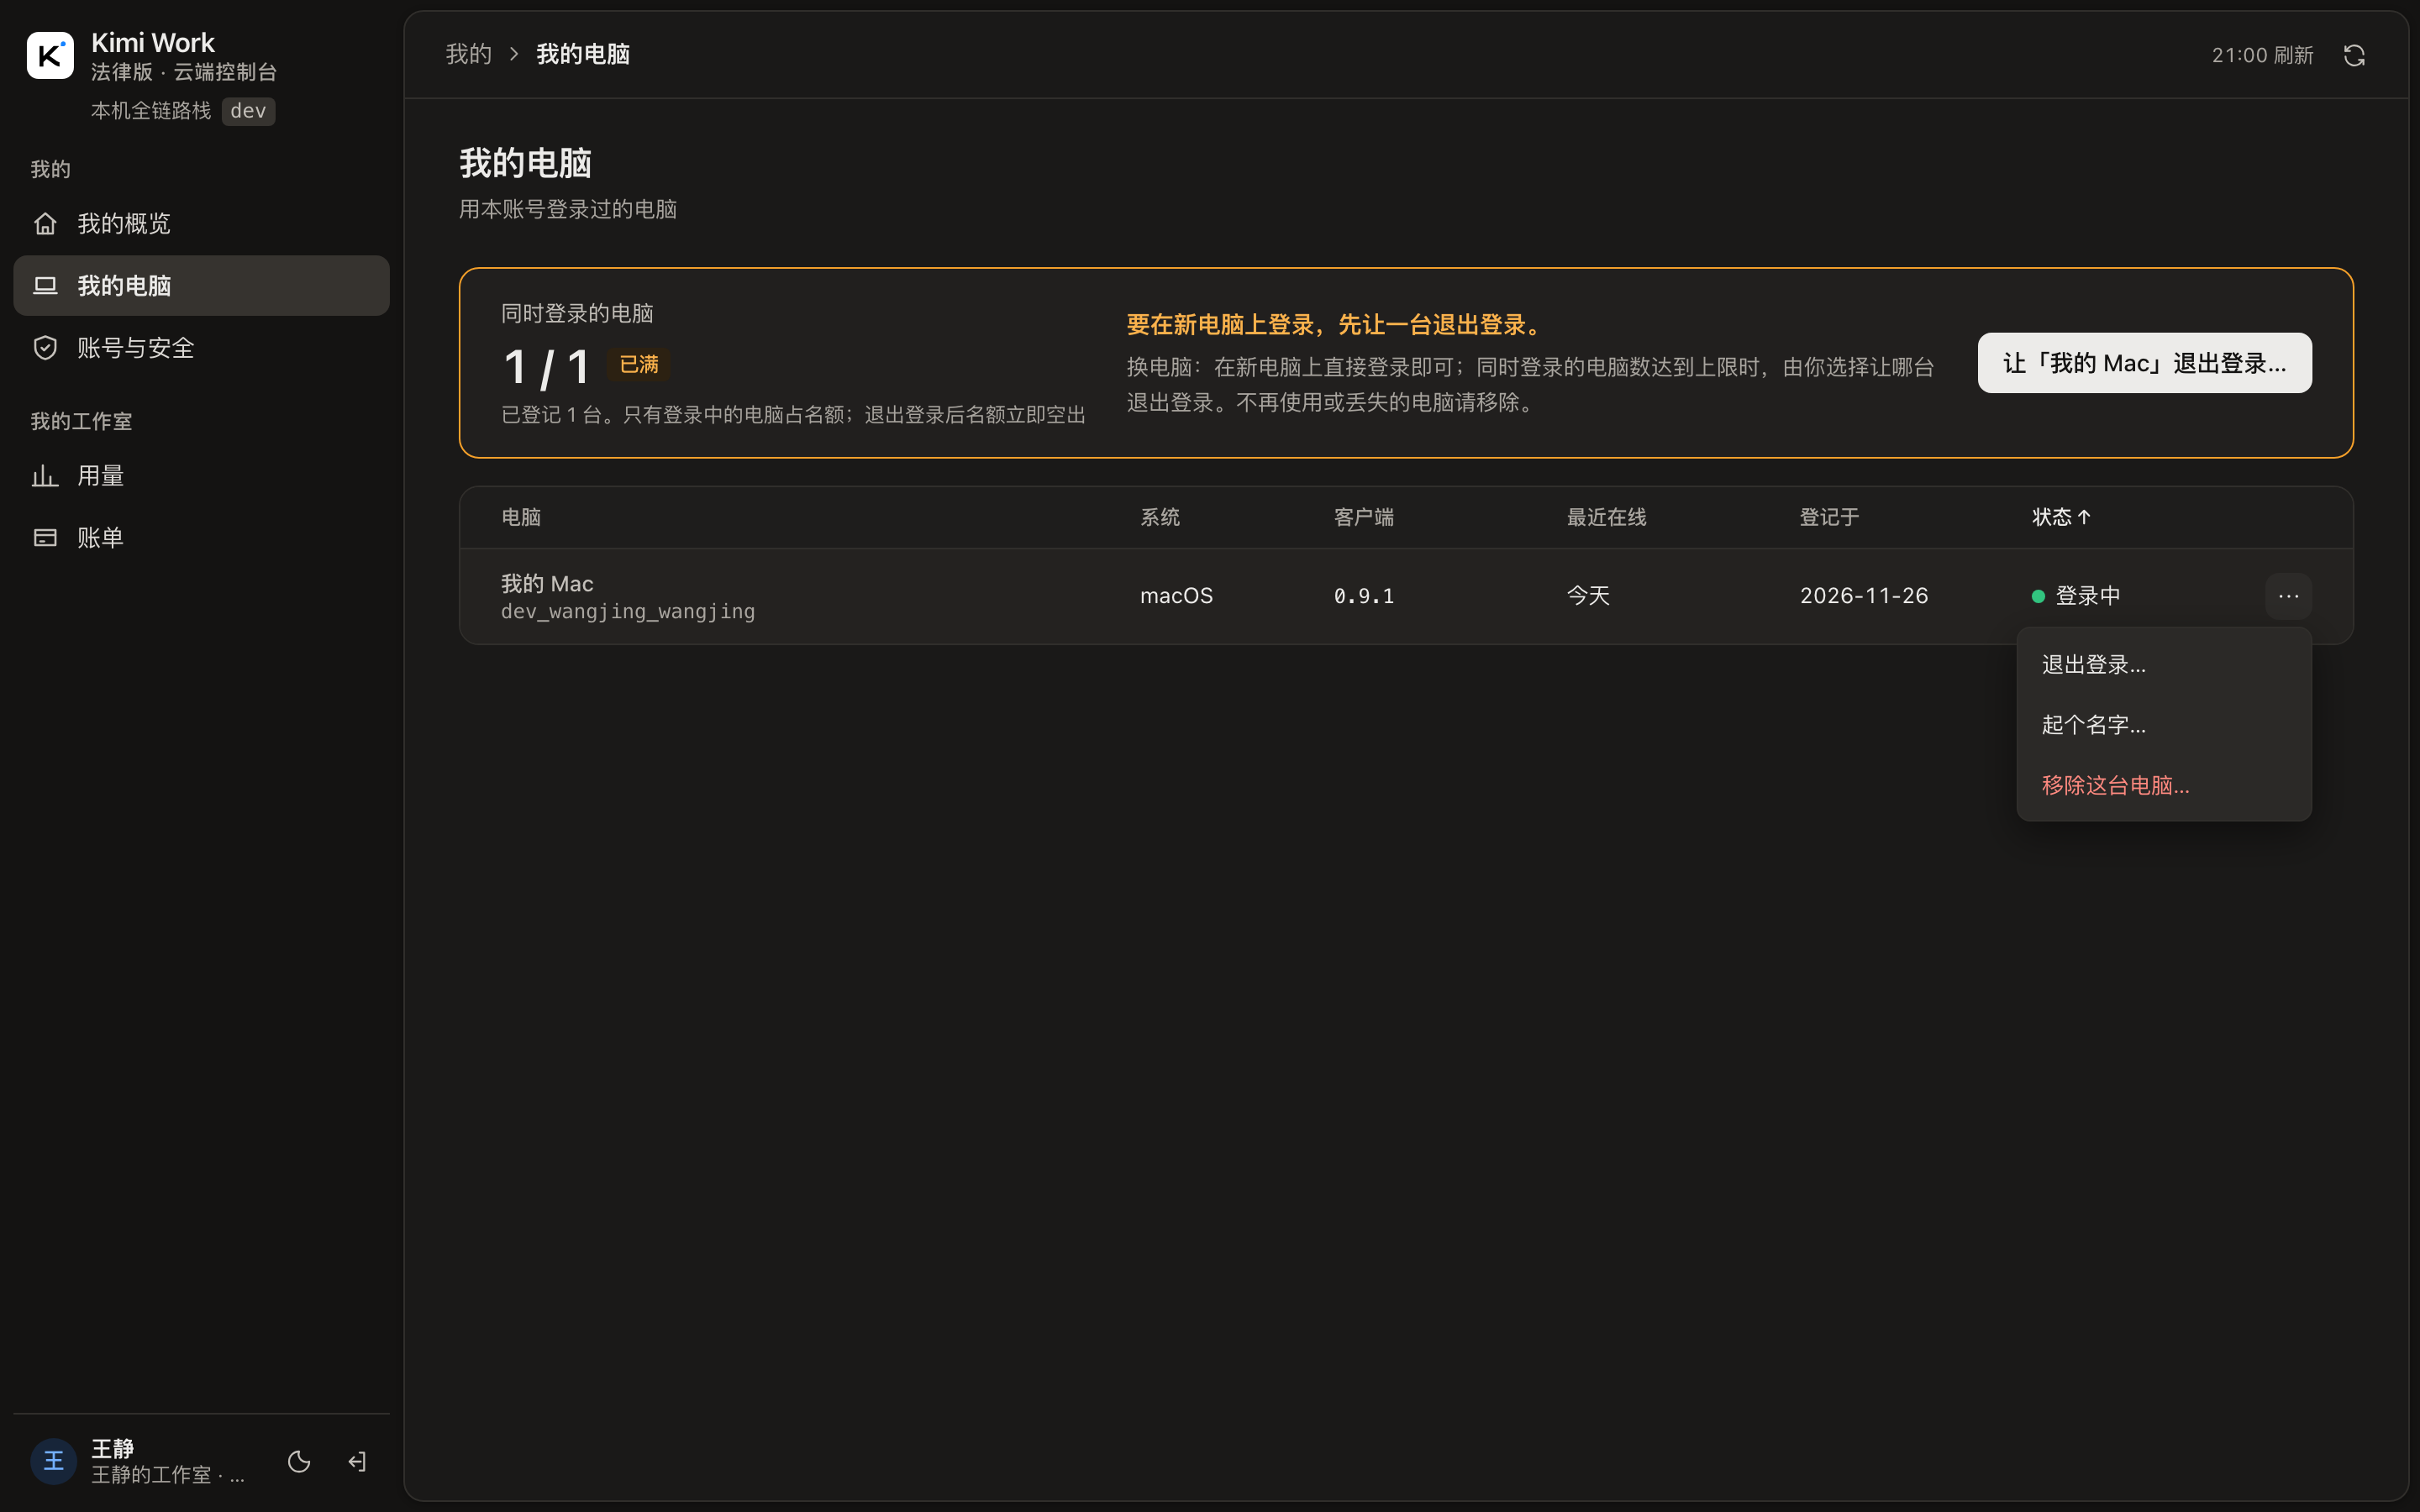 Kimi Work
法律版 · 云端控制台
本机全链路栈 dev
我的
我的概览
我的电脑
账号与安全
我的工作室
用量
账单
王
王静
王静的工作室 · ...
我的 > 我的电脑
21:00 刷新
我的电脑
用本账号登录过的电脑
同时登录的电脑
1 / 1 已满
已登记 1 台。只有登录中的电脑占名额；退出登录后名额立即空出
要在新电脑上登录，先让一台退出登录。
换电脑：在新电脑上直接登录即可；同时登录的电脑数达到上限时，由你选择让哪台
退出登录。不再使用或丢失的电脑请移除。
让「我的 Mac」退出登录...
电脑 系统 客户端 最近在线 登记于 状态 ↑
我的 Mac
dev_wangjing_wangjing
macOS 0.9.1 今天 2026-11-26 登录中 ···
退出登录...
起个名字...
移除这台电脑...